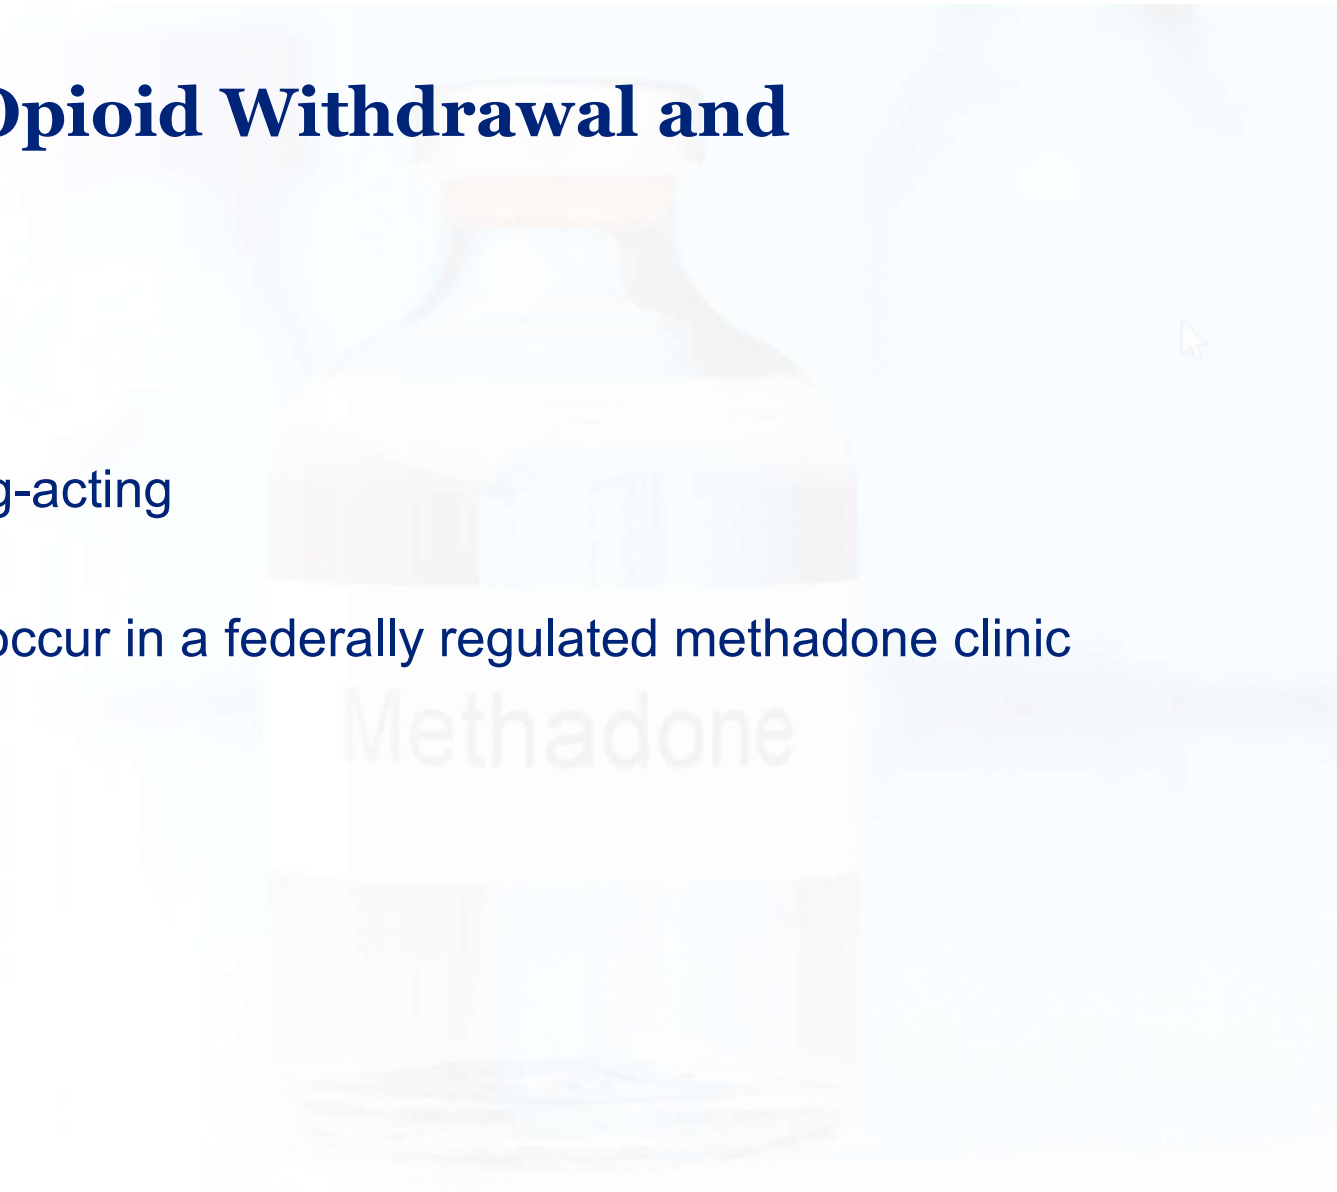 Opioid Withdrawal and
g-acting
occur in a federally regulated methadone clinic
Methadone